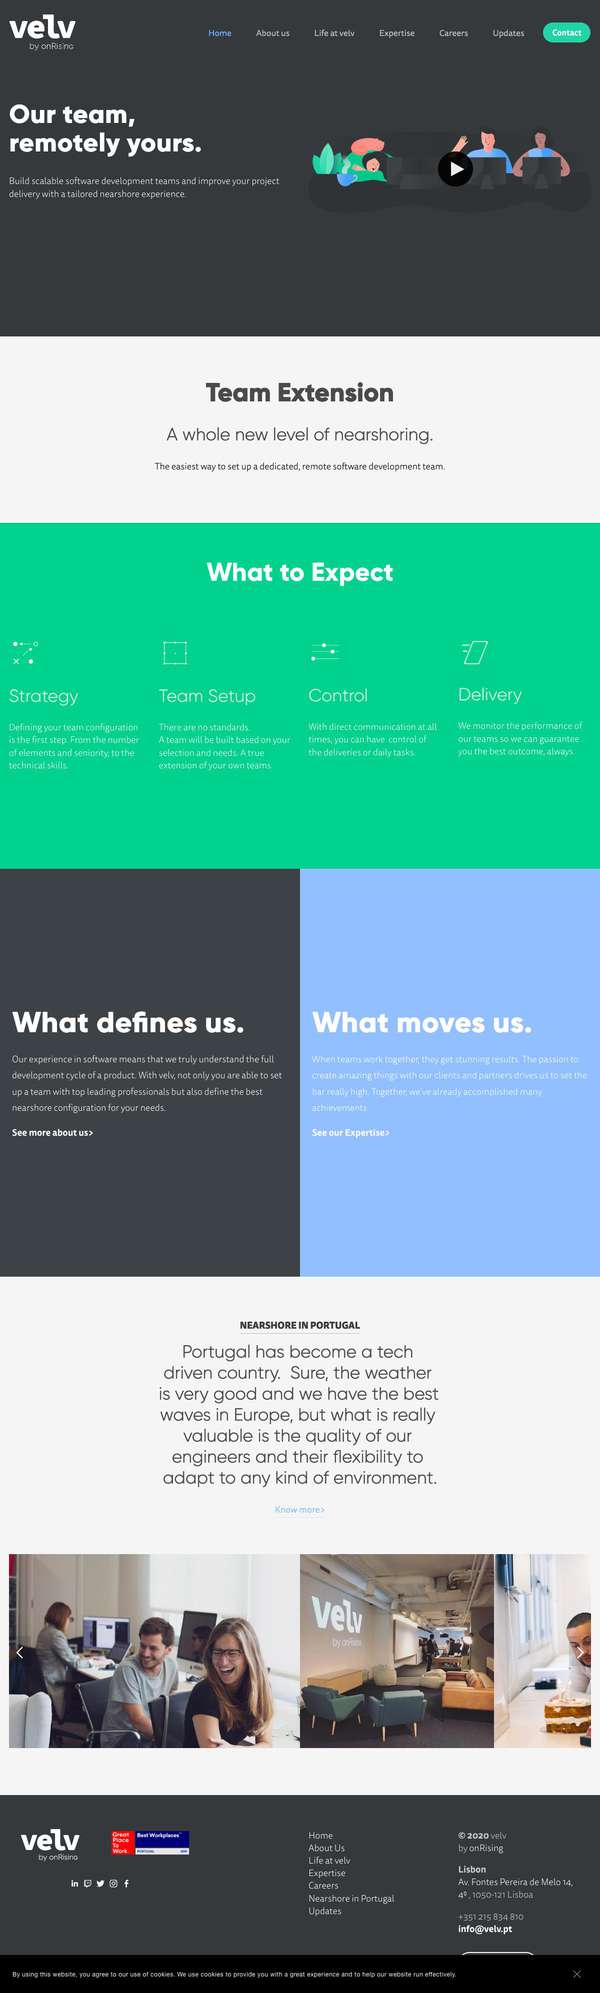 velv
by onRising
Home
About us
Life at velv
Expertise
Careers
Updates
Contact
Our team,
remotely yours.
Build scalable software development teams and improve your project
delivery with a tailored nearshore experience.
Team Extension
A whole new level of nearshoring.
The easiest way to set up a dedicated, remote software development team.
What to Expect
Strategy
Defining your team configuration
is the first step. From the number
of elements and seniority, to the
technical skills.
Team Setup
There are no standards.
A team will be built based on your
selection and needs. A true
extension of your own teams.
Control
With direct communication at all
times, you can have control of
the deliveries or daily tasks.
Delivery
We monitor the performance of
our teams so we can guarantee
you the best outcome, always.
What defines us.
Our experience in software means that we truly understand the full
development cycle of a product. With velv, not only you are able to set
up a team with top leading professionals but also define the best
nearshore configuration for your needs.
See more about us>
What moves us.
When teams work together, they get stunning results. The passion to
create amazing things with our clients and partners drives us to set the
bar really high. Together, we've already accomplished many
achievements.
See our Expertise>
NEARSHORE IN PORTUGAL
Portugal has become a tech
driven country. Sure, the weather
is very good and we have the best
waves in Europe, but what is really
valuable is the quality of our
engineers and their flexibility to
adapt to any kind of environment.
Know more>
velv
by onRising
velv
by onRising
Great
Place
To
Work.
Best Workplaces™
PORTUGAL
Home
About Us
Life at velv
Expertise
Careers
Nearshore in Portugal
Updates
© 2020 velv
by onRising
Lisbon
Av. Fontes Pereira de Melo 14,
4º , 1050-121 Lisboa
+351 215 834 810
info@velv.pt
By using this website, you agree to our use of cookies. We use cookies to provide you with a great experience and to help our website run effectively.